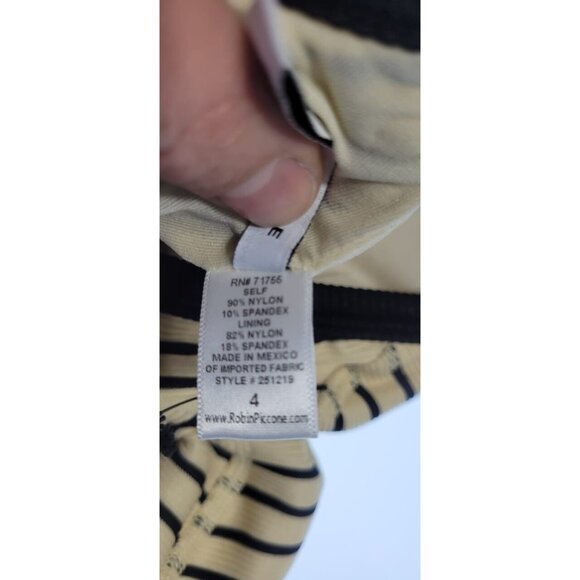 E
RN# 71766
SELF
90% NYLON
10% SPANDEX
LINING
82% NYLON
18% SPANDEX
MADE IN MEXICO
OF IMPORTED FABRIC
STYLE # 251219
4
www.RobinPiccone.com